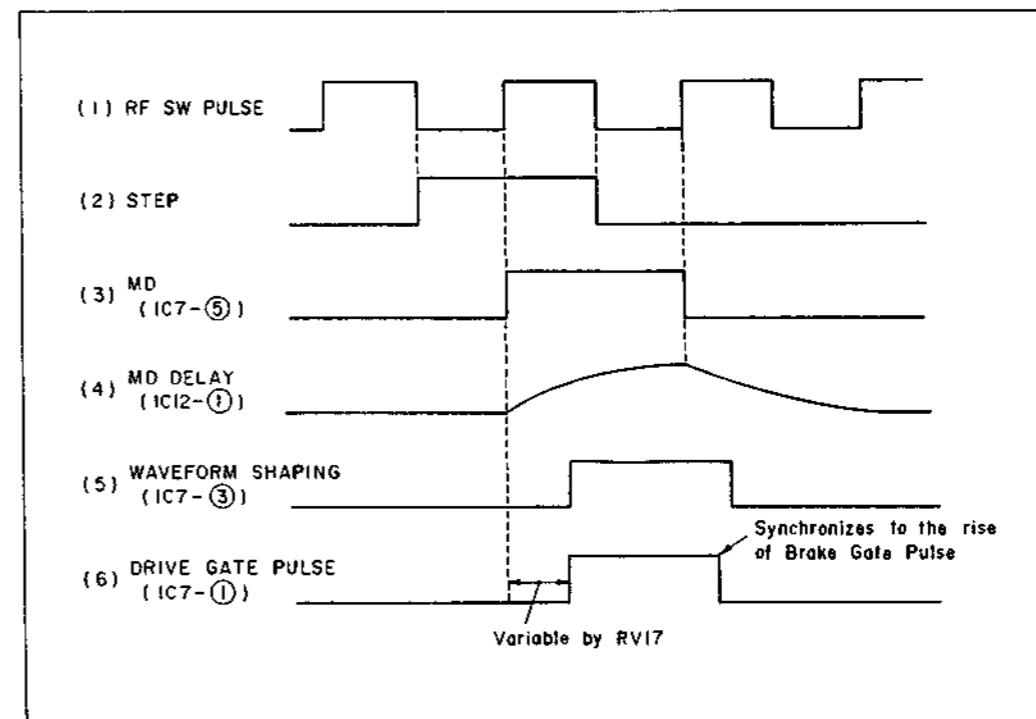 (1) RF SW PULSE
(2) STEP
(3) MD
(IC7-⑤)
(4) MD DELAY
(IC12-①)
(5) WAVEFORM SHAPING
(IC7-③)
Synchronizes to the rise
of Brake Gate Pulse
(6) DRIVE GATE PULSE
(IC7-①)
Variable by RV17